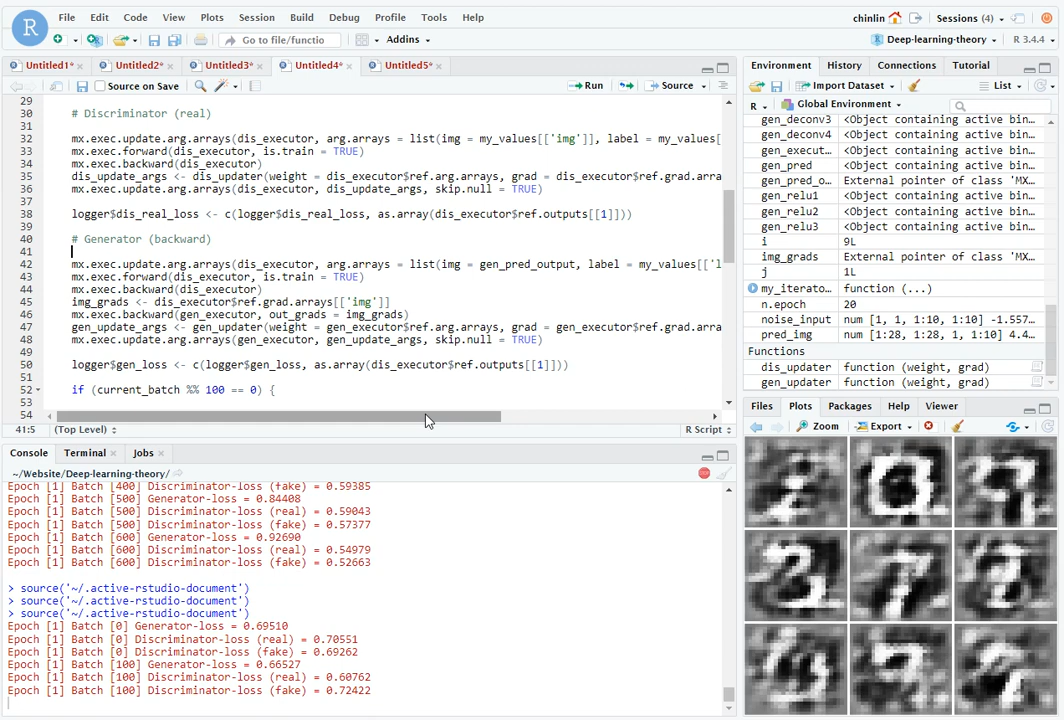 File Edit Code View Plots Session Build Debug Profile Tools Help
chinlin Sessions (4)
Go to file/functio Addins
Deep-learning-theory R 3.4.4
Untitled1* Untitled2* Untitled3* Untitled4* Untitled5*
Source on Save Run Source
29
30 # Discriminator (real)
31
32 mx.exec.update.arg.arrays(dis_executor, arg.arrays = list(img = my_values[['img']], label = my_values[
33 mx.exec.forward(dis_executor, is.train = TRUE)
34 mx.exec.backward(dis_executor)
35 dis_update_args <- dis_updater(weight = dis_executor$ref.arg.arrays, grad = dis_executor$ref.grad.arra
36 mx.exec.update.arg.arrays(dis_executor, dis_update_args, skip.null = TRUE)
37
38 logger$dis_real_loss <- c(logger$dis_real_loss, as.array(dis_executor$ref.outputs[[1]]))
39
40 # Generator (backward)
41
42 mx.exec.update.arg.arrays(dis_executor, arg.arrays = list(img = gen_pred_output, label = my_values[['l
43 mx.exec.forward(dis_executor, is.train = TRUE)
44 mx.exec.backward(dis_executor)
45 img_grads <- dis_executor$ref.grad.arrays[['img']]
46 mx.exec.backward(gen_executor, out_grads = img_grads)
47 gen_update_args <- gen_updater(weight = gen_executor$ref.arg.arrays, grad = gen_executor$ref.grad.arra
48 mx.exec.update.arg.arrays(gen_executor, gen_update_args, skip.null = TRUE)
49
50 logger$gen_loss <- c(logger$gen_loss, as.array(dis_executor$ref.outputs[[1]]))
51
52 if (current_batch %% 100 == 0) {
53
54
41:5 (Top Level) R Script
Console Terminal Jobs
~/Website/Deep-learning-theory/
Epoch [1] Batch [400] Discriminator-loss (fake) = 0.59385
Epoch [1] Batch [500] Generator-loss = 0.84408
Epoch [1] Batch [500] Discriminator-loss (real) = 0.59043
Epoch [1] Batch [500] Discriminator-loss (fake) = 0.57377
Epoch [1] Batch [600] Generator-loss = 0.92690
Epoch [1] Batch [600] Discriminator-loss (real) = 0.54979
Epoch [1] Batch [600] Discriminator-loss (fake) = 0.52663
> source('~/.active-rstudio-document')
> source('~/.active-rstudio-document')
> source('~/.active-rstudio-document')
Epoch [1] Batch [0] Generator-loss = 0.69510
Epoch [1] Batch [0] Discriminator-loss (real) = 0.70551
Epoch [1] Batch [0] Discriminator-loss (fake) = 0.69262
Epoch [1] Batch [100] Generator-loss = 0.66527
Epoch [1] Batch [100] Discriminator-loss (real) = 0.60762
Epoch [1] Batch [100] Discriminator-loss (fake) = 0.72422
Environment History Connections Tutorial
Import Dataset List
R Global Environment
gen_deconv3 <Object containing active bin…
gen_deconv4 <Object containing active bin…
gen_execut… <Object containing active bin…
gen_pred <Object containing active bin…
gen_pred_o… External pointer of class 'MX…
gen_relu1 <Object containing active bin…
gen_relu2 <Object containing active bin…
gen_relu3 <Object containing active bin…
i 9L
img_grads External pointer of class 'MX…
j 1L
my_iterato… function (...)
n.epoch 20
noise_input num [1, 1, 1:10, 1:10] -1.557…
pred_img num [1:28, 1:28, 1, 1:10] 4.4…
Functions
dis_updater function (weight, grad)
gen_updater function (weight, grad)
Files Plots Packages Help Viewer
Zoom Export